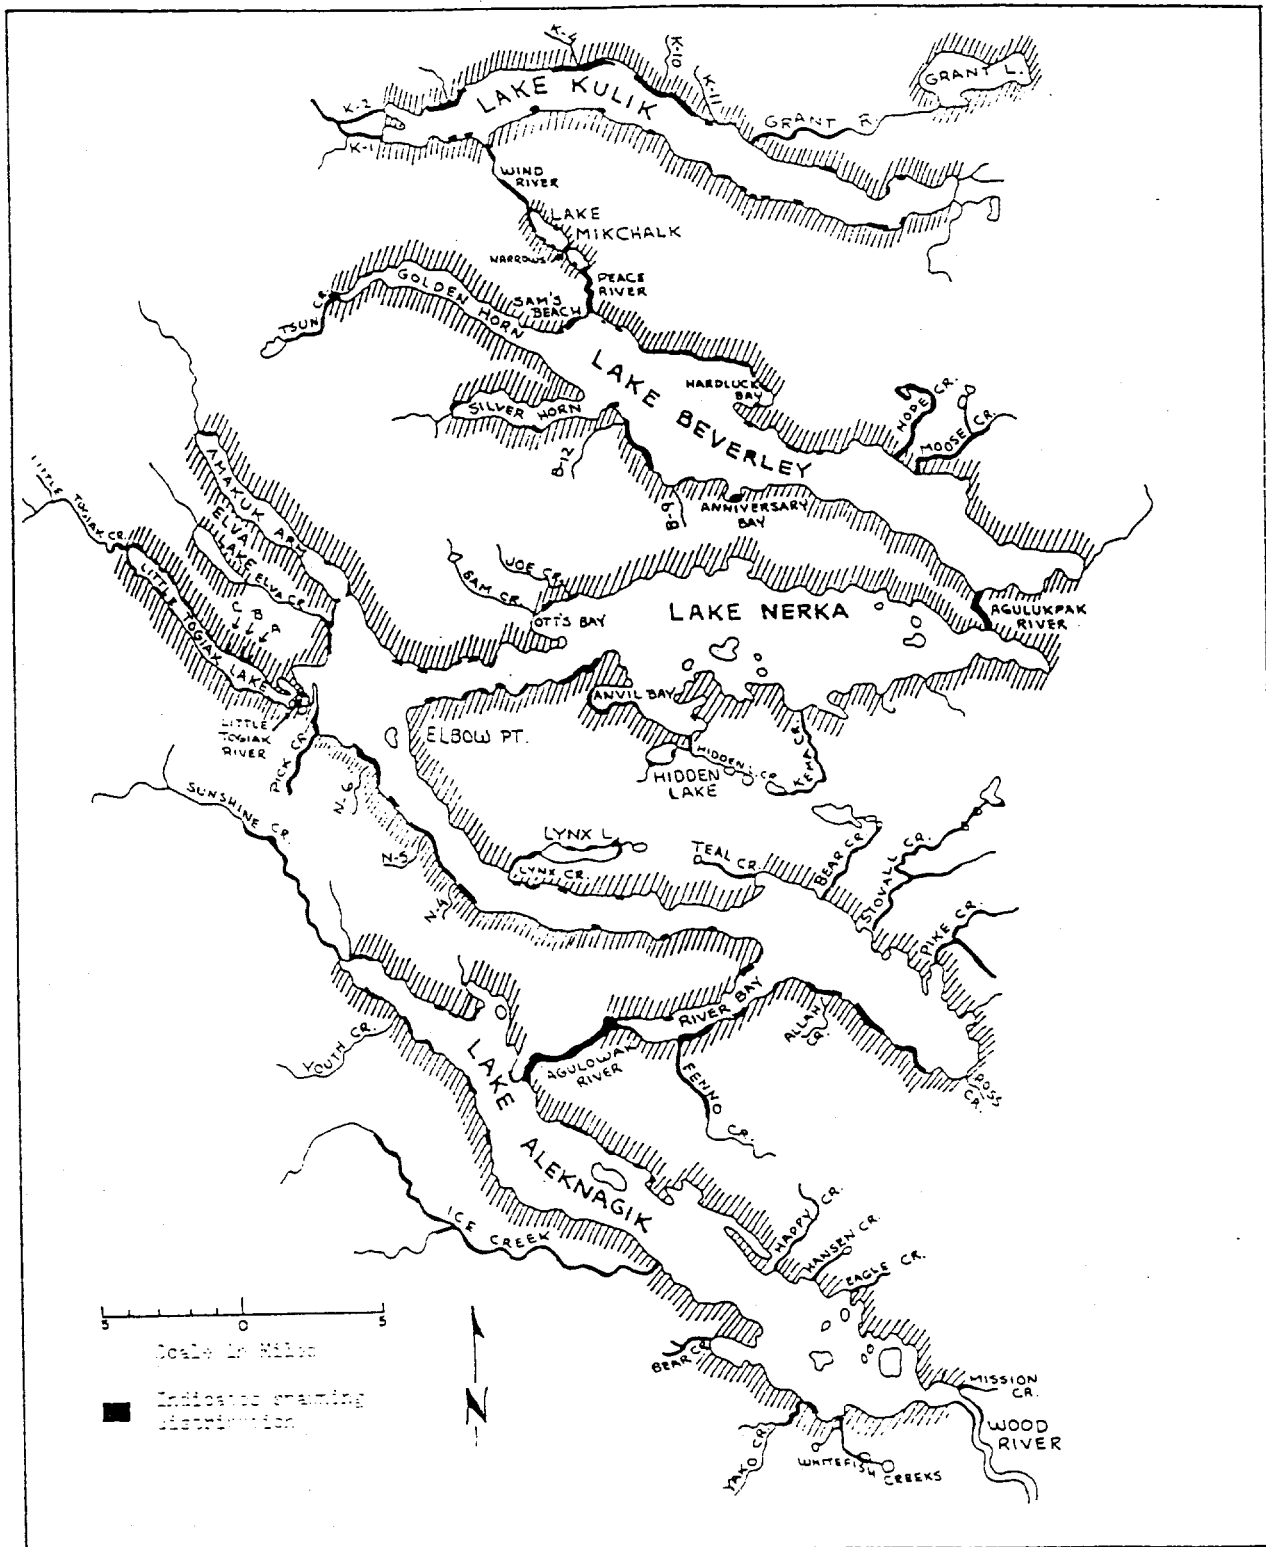 K-4
K-10
K-11
GRANT L.
LAKE KULIK
K-2
GRANT R.
K-1
WIND
RIVER
LAKE
MIKCHALK
NARROWS
PEACE
RIVER
GOLDEN HORN
SAM'S
BEACH
TSUN CR.
LAKE BEVERLEY
HARDLUCK
BAY
SILVER HORN
HOPE CR.
MOOSE CR.
B-12
B-9
ANNIVERSARY
BAY
AMAKUK ARM
LITTLE TOGIAK CR.
ELVA
LAKE
ELVA CR.
JOE CR.
SAM CR.
LITTLE TOGIAK LAKE
C B A
OTT'S BAY
LAKE NERKA
AGULUKPAK
RIVER
ANVIL BAY
LITTLE
TOGIAK
RIVER
PICK CR.
ELBOW PT.
HIDDEN CR.
HIDDEN
LAKE
KEMA CR.
SUNSHINE CR.
N-6
N-5
N-4
LYNX L.
LYNX CR.
TEAL CR.
BEAR CR.
STOVALL CR.
PIKE CR.
RIVER BAY
ALLAH
CR.
YOUTH CR.
AGULOWAK
RIVER
FENNO CR.
ROSS
CR.
LAKE ALEKNAGIK
ICE CREEK
HAPPY CR.
HANSEN CR.
EAGLE CR.
5 0 5
Scale in Miles
N
BEAR CR.
MISSION
CR.
Indicates spawning
distribution
WOOD
RIVER
YAKO CR.
WHITEFISH CREEKS